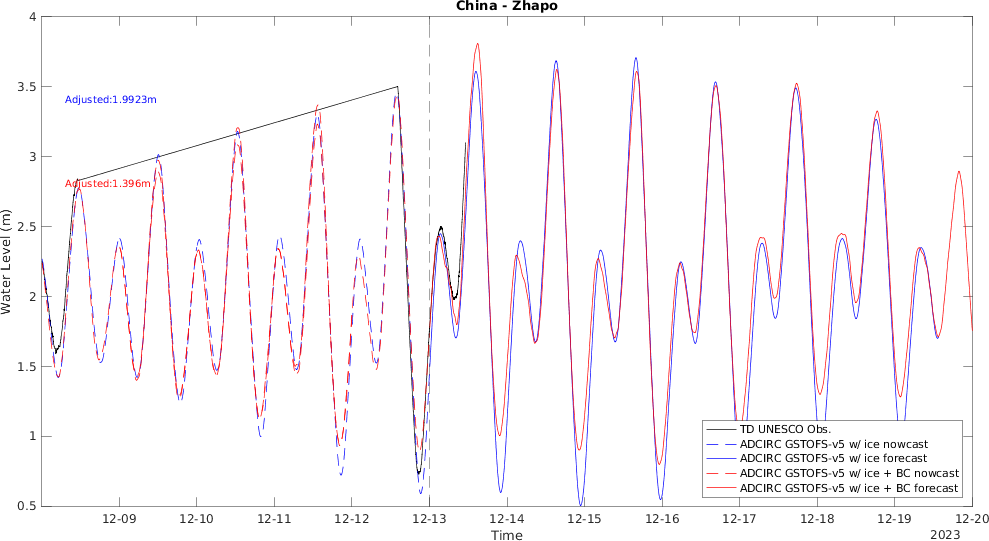 China - Zhapo
4
3.5
3
2.5
2
1.5
1
0.5
Water Level (m)
Adjusted:1.9923m
Adjusted:1.396m
TD UNESCO Obs.
ADCIRC GSTOFS-v5 w/ ice nowcast
ADCIRC GSTOFS-v5 w/ ice forecast
ADCIRC GSTOFS-v5 w/ ice + BC nowcast
ADCIRC GSTOFS-v5 w/ ice + BC forecast
12-09 12-10 12-11 12-12 12-13 12-14 12-15 12-16 12-17 12-18 12-19 12-20
Time
2023